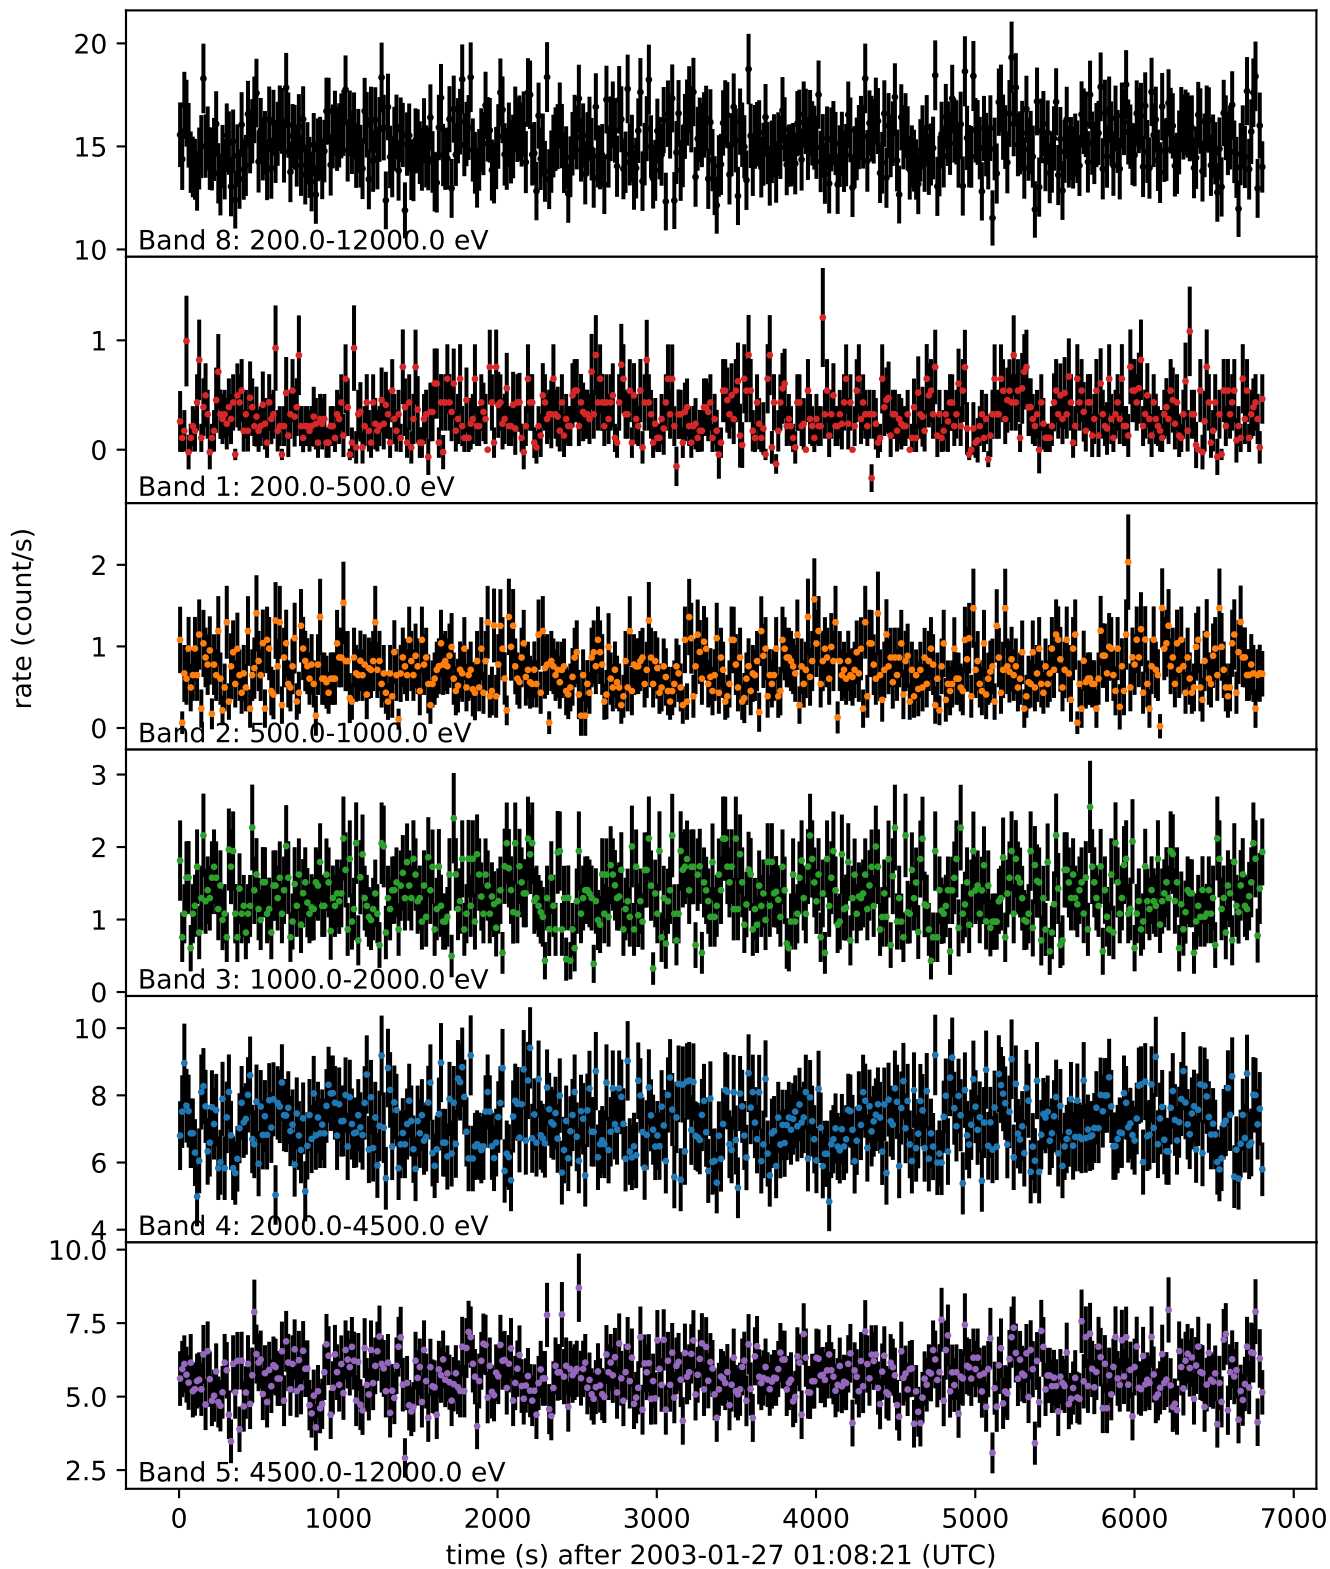 20
15
10
Band 8: 200.0-12000.0 eV
1
0
Band 1: 200.0-500.0 eV
2
1
0
Band 2: 500.0-1000.0 eV
3
2
1
0
Band 3: 1000.0-2000.0 eV
10
8
6
4
Band 4: 2000.0-4500.0 eV
10.0
7.5
5.0
2.5
Band 5: 4500.0-12000.0 eV
rate (count/s)
0 1000 2000 3000 4000 5000 6000 7000
time (s) after 2003-01-27 01:08:21 (UTC)